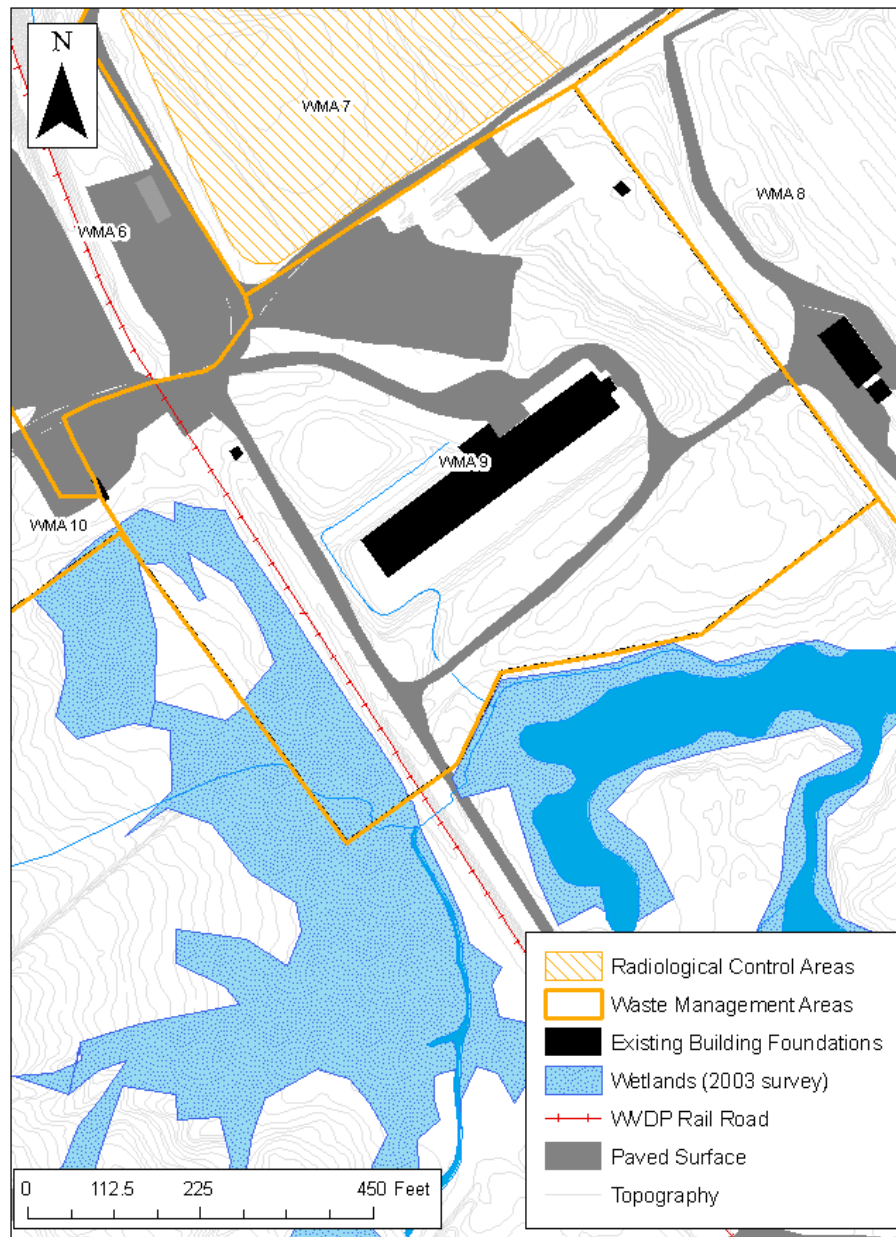 N
WMA 7
WMA 8
WMA 6
WMA 9
WMA 10
Radiological Control Areas
Waste Management Areas
Existing Building Foundations
Wetlands (2003 survey)
WVDP Rail Road
Paved Surface
Topography
0 112.5 225 450 Feet